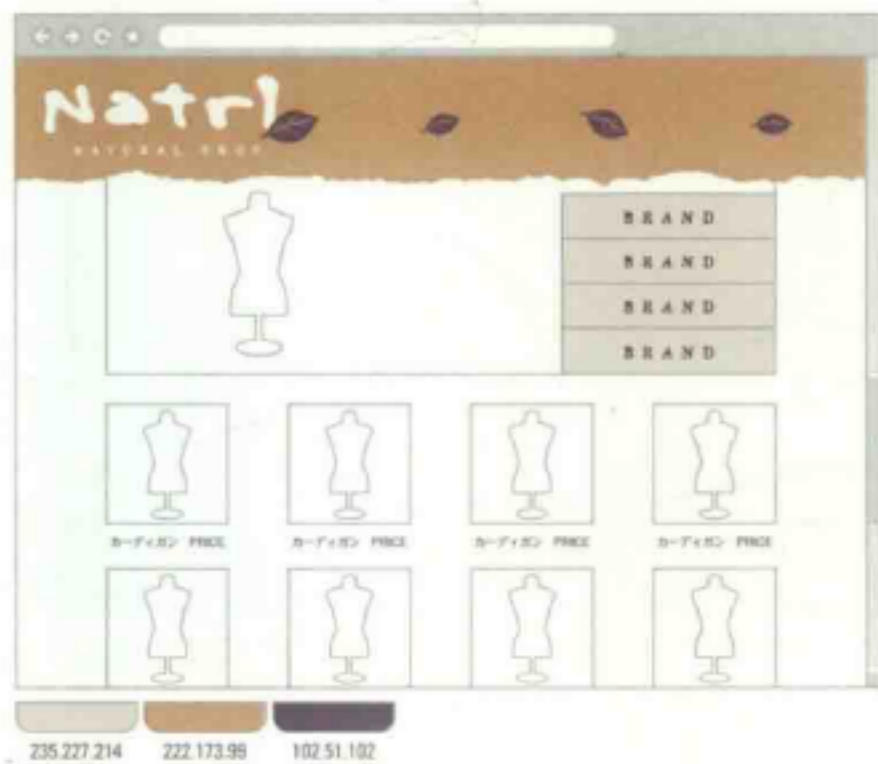 Natrl
NATURAL SHOP
BRAND
BRAND
BRAND
BRAND
カーディガン PRICE
カーディガン PRICE
カーディガン PRICE
カーディガン PRICE
235.227.214
222.173.99
102.51.102